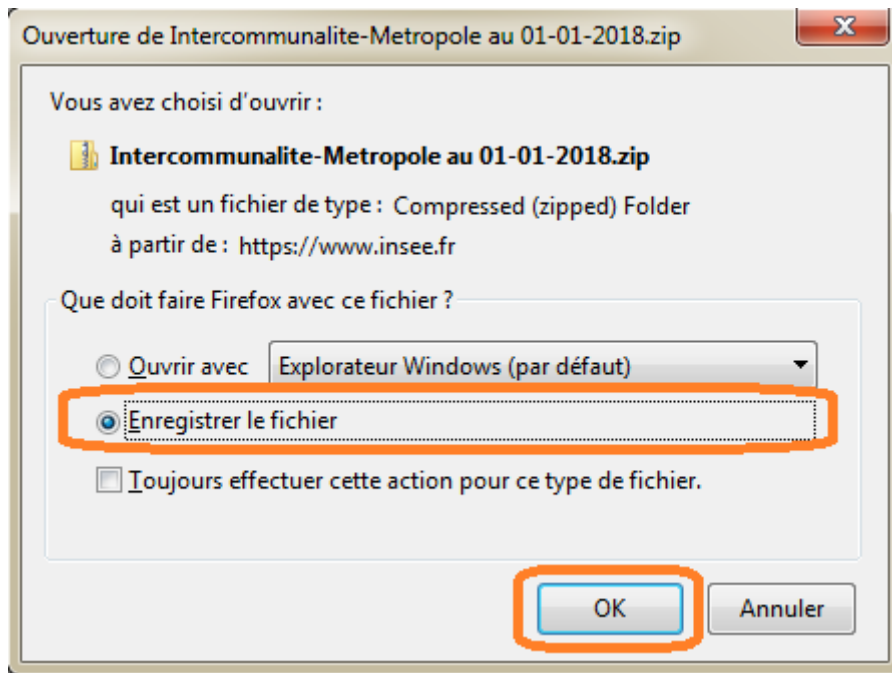 Ouverture de Intercommunalite-Metropole au 01-01-2018.zip
Vous avez choisi d'ouvrir :
Intercommunalite-Metropole au 01-01-2018.zip
qui est un fichier de type : Compressed (zipped) Folder
à partir de : https://www.insee.fr
Que doit faire Firefox avec ce fichier ?
Ouvrir avec Explorateur Windows (par défaut)
Enregistrer le fichier
Toujours effectuer cette action pour ce type de fichier.
OK Annuler